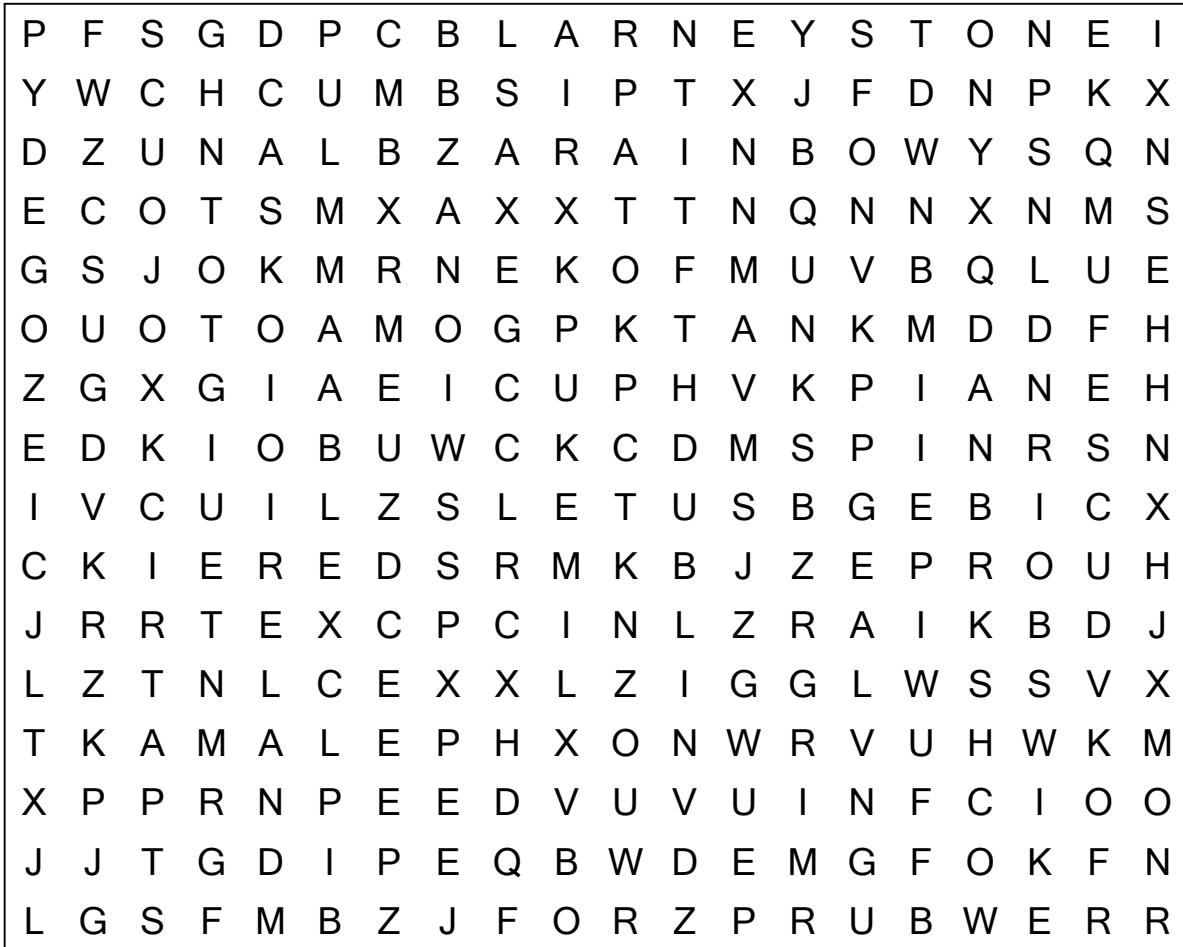 P F S G D P C B L A R N E Y S T O N E I
Y W C H C U M B S I P T X J F D N P K X
D Z U N A L B Z A R A I N B O W Y S Q N
E C O T S M X A X X T T N Q N N X N M S
G S J O K M R N E K O F M U V B Q L U E
O U O T O A M O G P K T A N K M D D F H
Z G X G I A E I C U P H V K P I A N E H
E D K I O B U W C K C D M S P I N R S N
I V C U I L Z S L E T U S B G E B I C X
C K I E R E D S R M K B J Z E P R O U H
J R R T E X C P C I N L Z R A I K B D J
L Z T N L C E X X L Z I G G L W S S V X
T K A M A L E P H X O N W R V U H W K M
X P P R N P E E D V U V U I N F C I O O
J J T G D I P E Q B W D E M G F O K F N
L G S F M B Z J F O R Z P R U B W E R R